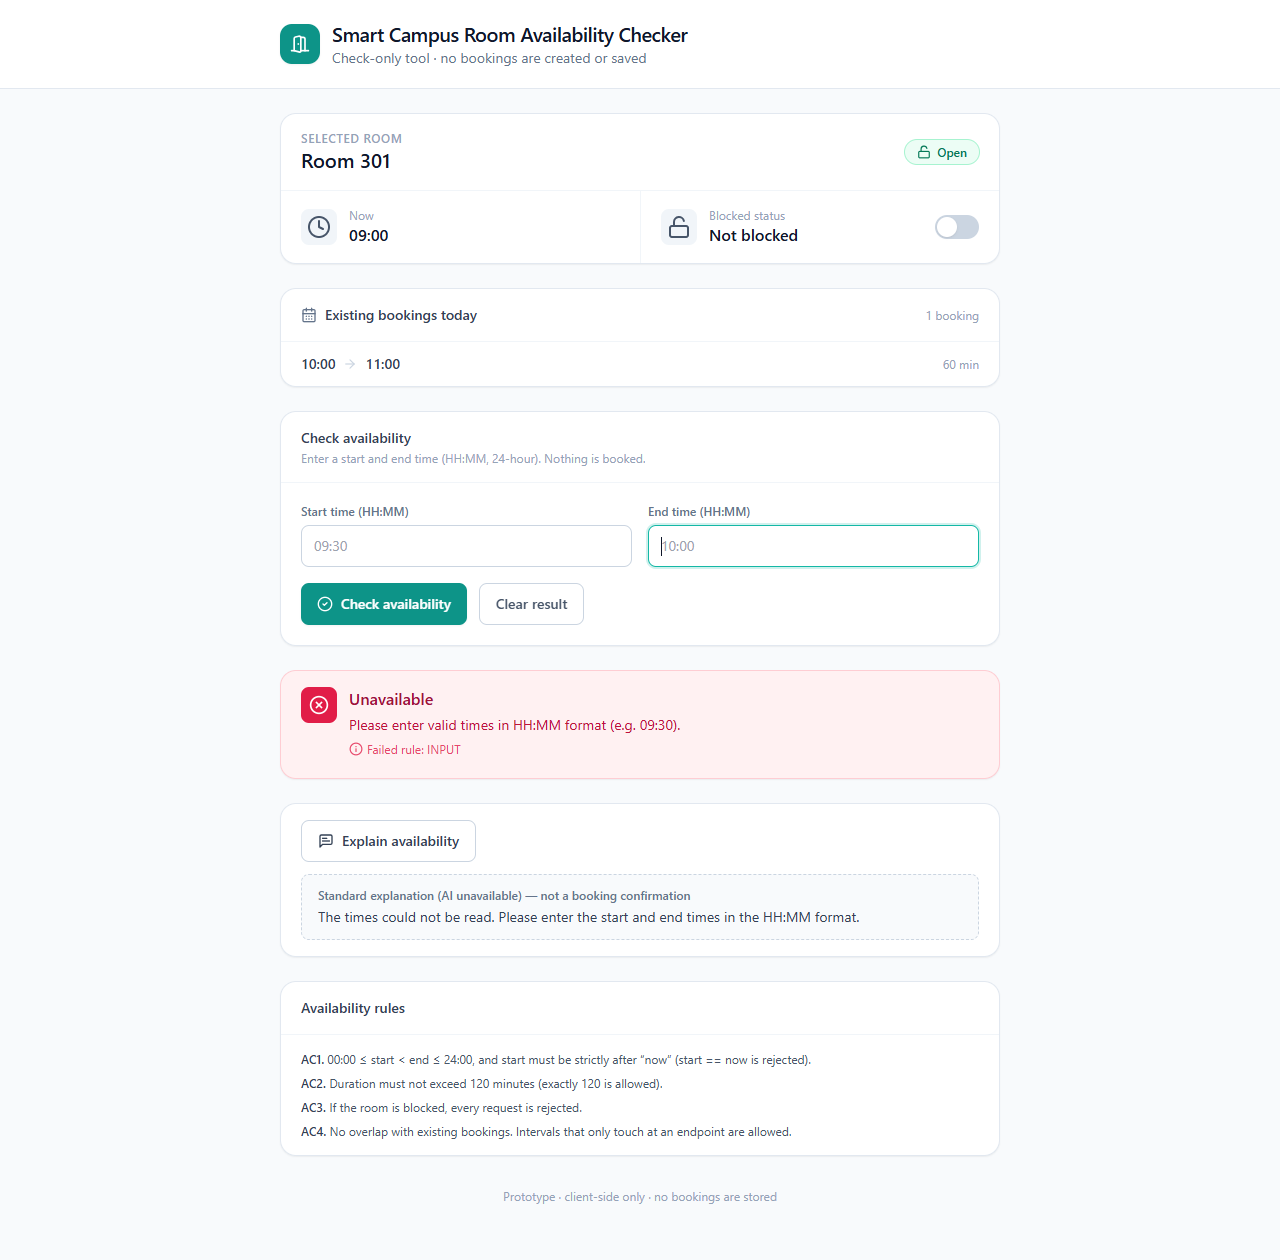 Smart Campus Room Availability Checker
Check-only tool · no bookings are created or saved
SELECTED ROOM
Room 301
Open
Now
09:00
Blocked status
Not blocked
Existing bookings today
1 booking
10:00 → 11:00
60 min
Check availability
Enter a start and end time (HH:MM, 24-hour). Nothing is booked.
Start time (HH:MM)
End time (HH:MM)
09:30
10:00
Check availability
Clear result
Unavailable
Please enter valid times in HH:MM format (e.g. 09:30).
Failed rule: INPUT
Explain availability
Standard explanation (AI unavailable) — not a booking confirmation
The times could not be read. Please enter the start and end times in the HH:MM format.
Availability rules
AC1. 00:00 ≤ start < end ≤ 24:00, and start must be strictly after “now” (start == now is rejected).
AC2. Duration must not exceed 120 minutes (exactly 120 is allowed).
AC3. If the room is blocked, every request is rejected.
AC4. No overlap with existing bookings. Intervals that only touch at an endpoint are allowed.
Prototype · client-side only · no bookings are stored